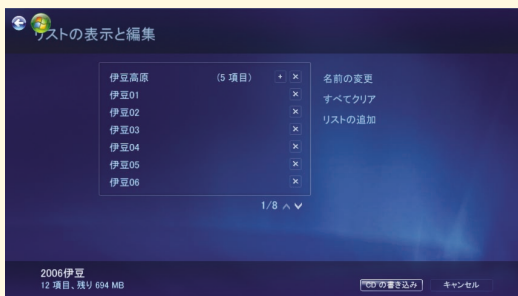 リストの表示と編集
伊豆高原 (5 項目) + ×
伊豆01 ×
伊豆02 ×
伊豆03 ×
伊豆04 ×
伊豆05 ×
伊豆06 ×
1/8
名前の変更
すべてクリア
リストの追加
2006伊豆
12 項目、残り 694 MB
CD の書き込み キャンセル